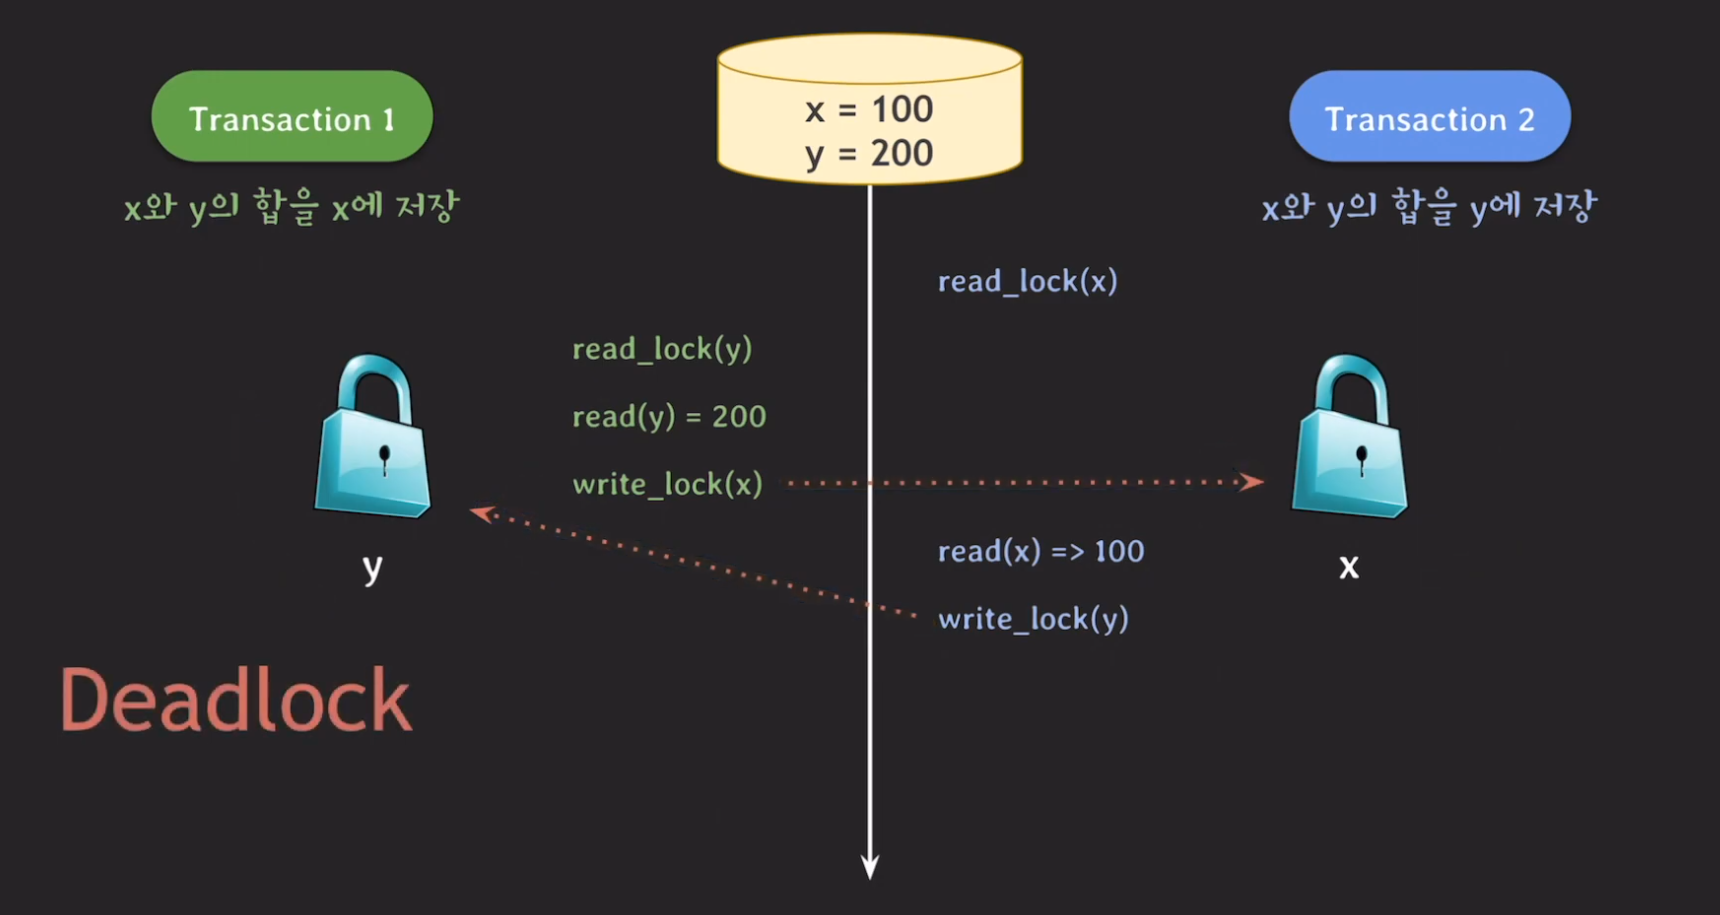 x = 100
y = 200
Transaction 1
Transaction 2
x와 y의 합을 x에 저장
x와 y의 합을 y에 저장
read_lock(x)
read_lock(y)
read(y) = 200
write_lock(x)
read(x) => 100
write_lock(y)
y
x
Deadlock